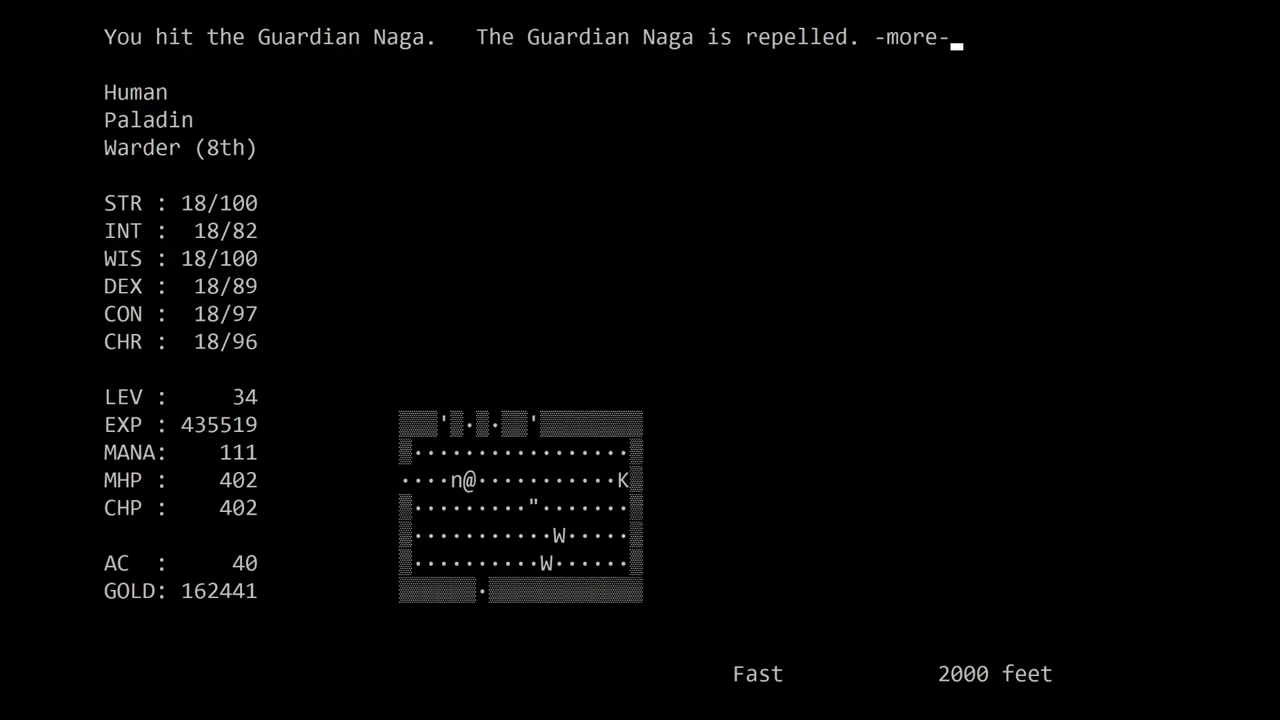 You hit the Guardian Naga.   The Guardian Naga is repelled. -more-
Human
Paladin
Warder (8th)
STR : 18/100
INT :  18/82
WIS : 18/100
DEX :  18/89
CON :  18/97
CHR :  18/96
LEV :     34
EXP : 435519
MANA:    111
MHP :    402
CHP :    402
AC  :     40
GOLD: 162441
▒▒▒'▒·▒·▒▒'▒▒▒▒▒▒▒▒
▒·················▒
····n@···········K▒
▒·········"·······▒
▒···········W·····▒
▒··········W······▒
▒▒▒▒▒▒·▒▒▒▒▒▒▒▒▒▒▒▒
Fast            2000 feet